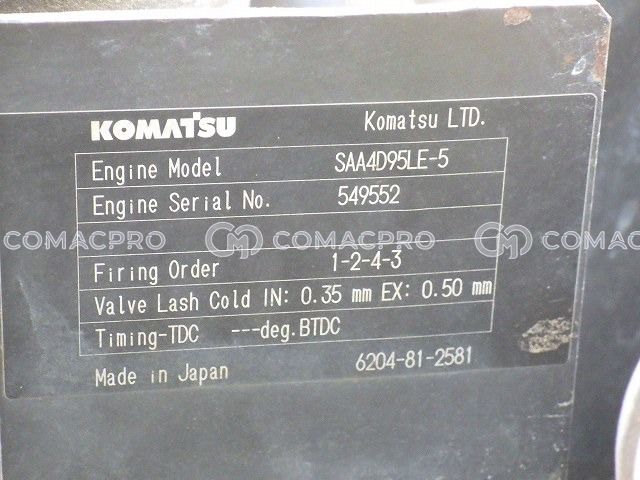 KOMATSU Komatsu LTD.
Engine Model SAA4D95LE-5
Engine Serial No. 549552
COMACPRO CM COMACPRO CM COMACPRO
Firing Order 1-2-4-3
Valve Lash Cold IN: 0.35 mm EX: 0.50 mm
Timing-TDC ---deg.BTDC
Made in Japan 6204-81-2581